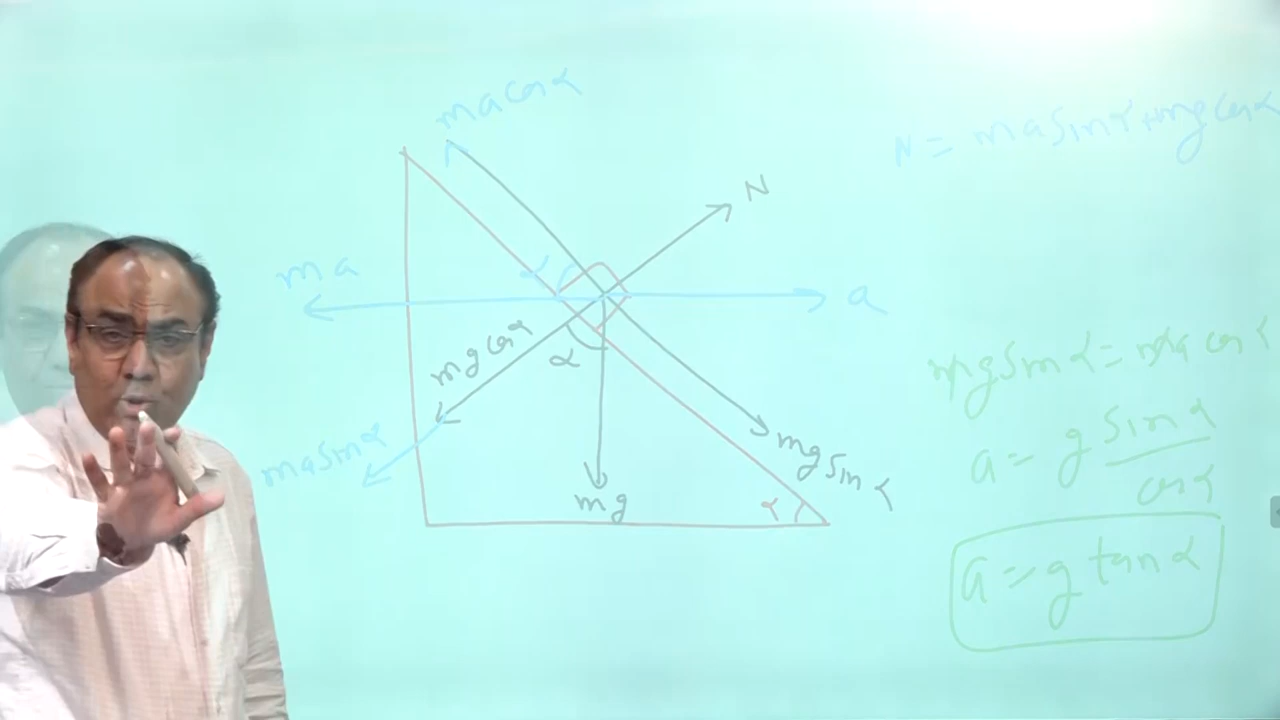 ma cos α
N = ma sin α + mg cos α
N
ma
α
a
mg cos α
α
mg sin α = ma cos α
ma sin α
mg sin α
a = g sin α
cos α
mg
α
a = g tan α